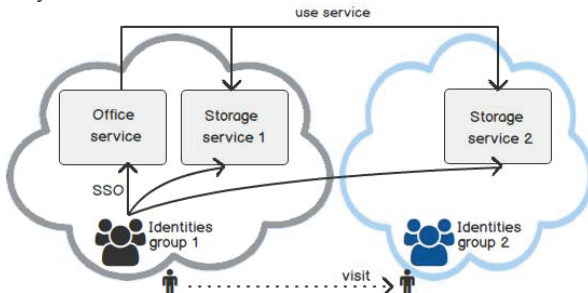 use service
Office
service
Storage
service 1
Storage
service 2
SSO
Identities
group 1
Identities
group 2
visit